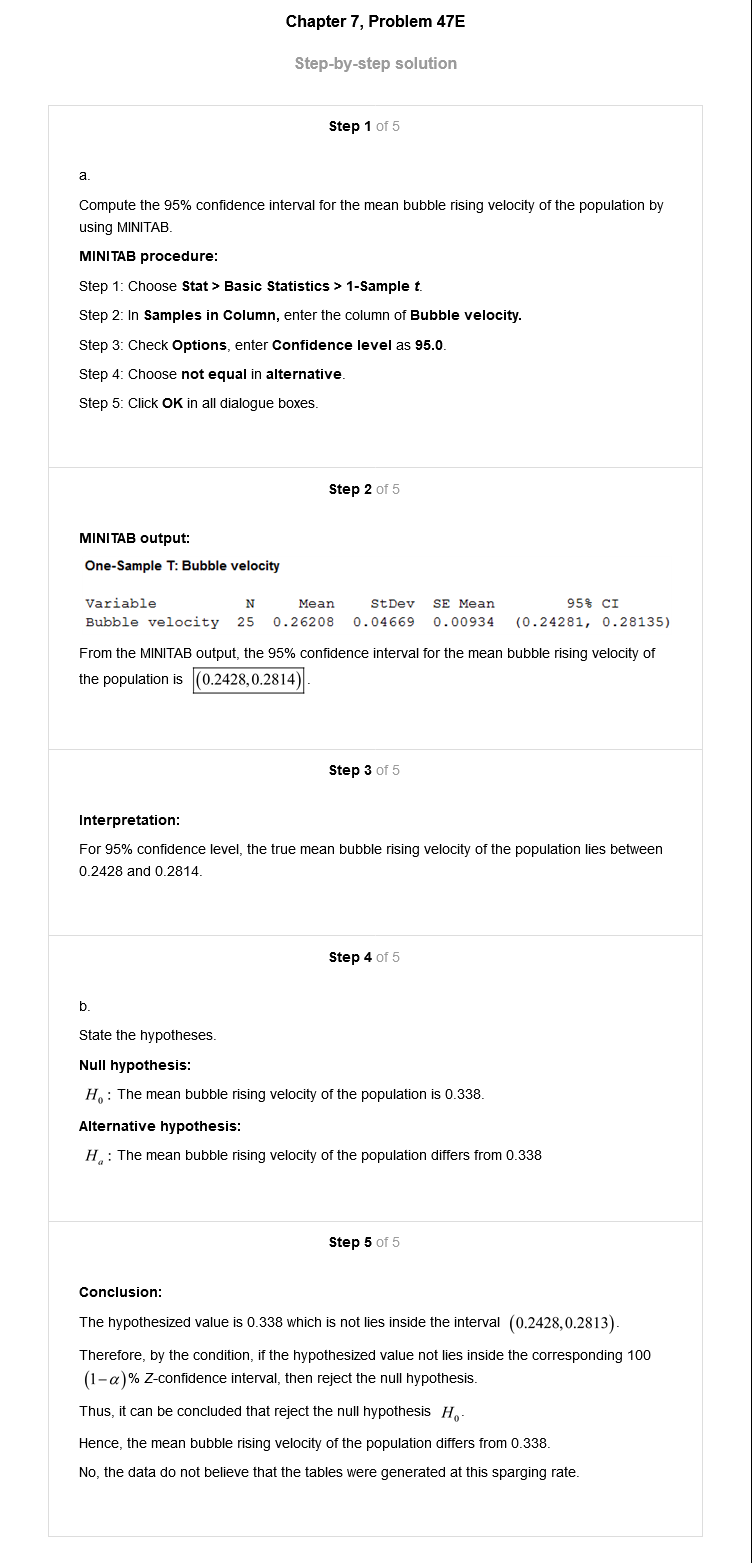 Chapter 7, Problem 47E
Step-by-step solution
Step 1 of 5
a.
Compute the 95% confidence interval for the mean bubble rising velocity of the population by
using MINITAB.
MINITAB procedure:
Step 1: Choose Stat > Basic Statistics > 1-Sample t.
Step 2: In Samples in Column, enter the column of Bubble velocity.
Step 3: Check Options, enter Confidence level as 95.0.
Step 4: Choose not equal in alternative.
Step 5: Click OK in all dialogue boxes.
Step 2 of 5
MINITAB output:
One-Sample T: Bubble velocity
Variable N Mean StDev SE Mean 95% CI
Bubble velocity 25 0.26208 0.04669 0.00934 (0.24281, 0.28135)
From the MINITAB output, the 95% confidence interval for the mean bubble rising velocity of
the population is (0.2428,0.2814).
Step 3 of 5
Interpretation:
For 95% confidence level, the true mean bubble rising velocity of the population lies between
0.2428 and 0.2814.
Step 4 of 5
b.
State the hypotheses.
Null hypothesis:
H₀ : The mean bubble rising velocity of the population is 0.338.
Alternative hypothesis:
Hₐ : The mean bubble rising velocity of the population differs from 0.338
Step 5 of 5
Conclusion:
The hypothesized value is 0.338 which is not lies inside the interval (0.2428,0.2813).
Therefore, by the condition, if the hypothesized value not lies inside the corresponding 100
(1−α)% Z-confidence interval, then reject the null hypothesis.
Thus, it can be concluded that reject the null hypothesis H₀.
Hence, the mean bubble rising velocity of the population differs from 0.338.
No, the data do not believe that the tables were generated at this sparging rate.